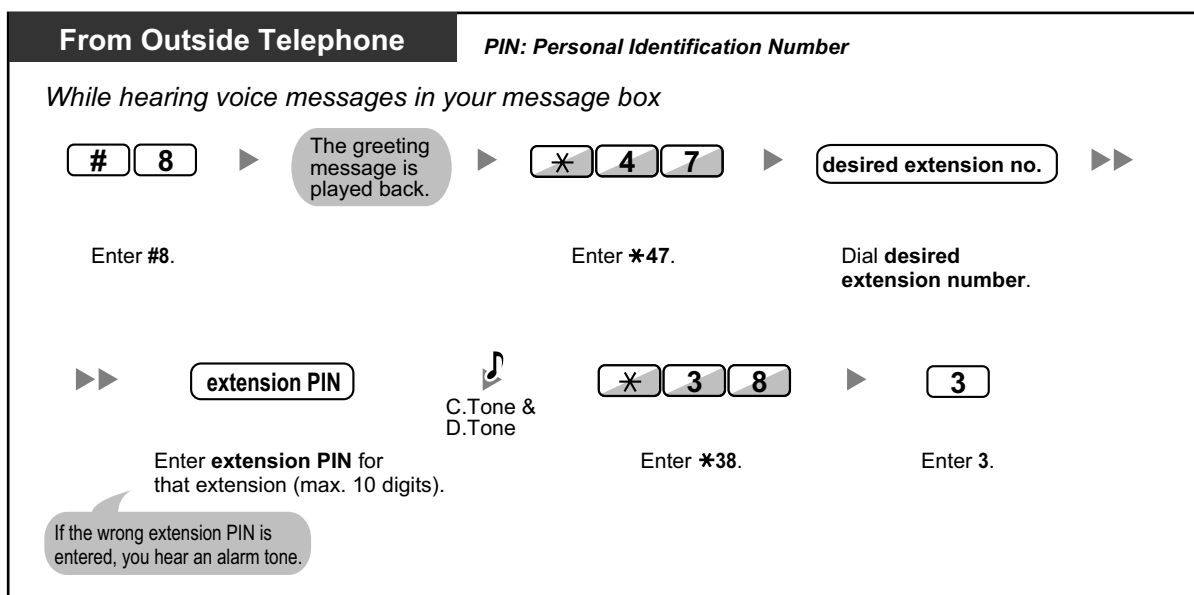 From Outside Telephone
PIN: Personal Identification Number
While hearing voice messages in your message box
# 8
The greeting
message is
played back.
* 4 7
desired extension no.
Enter #8.
Enter *47.
Dial desired
extension number.
extension PIN
C.Tone &
D.Tone
* 3 8
3
Enter extension PIN for
that extension (max. 10 digits).
Enter *38.
Enter 3.
If the wrong extension PIN is
entered, you hear an alarm tone.